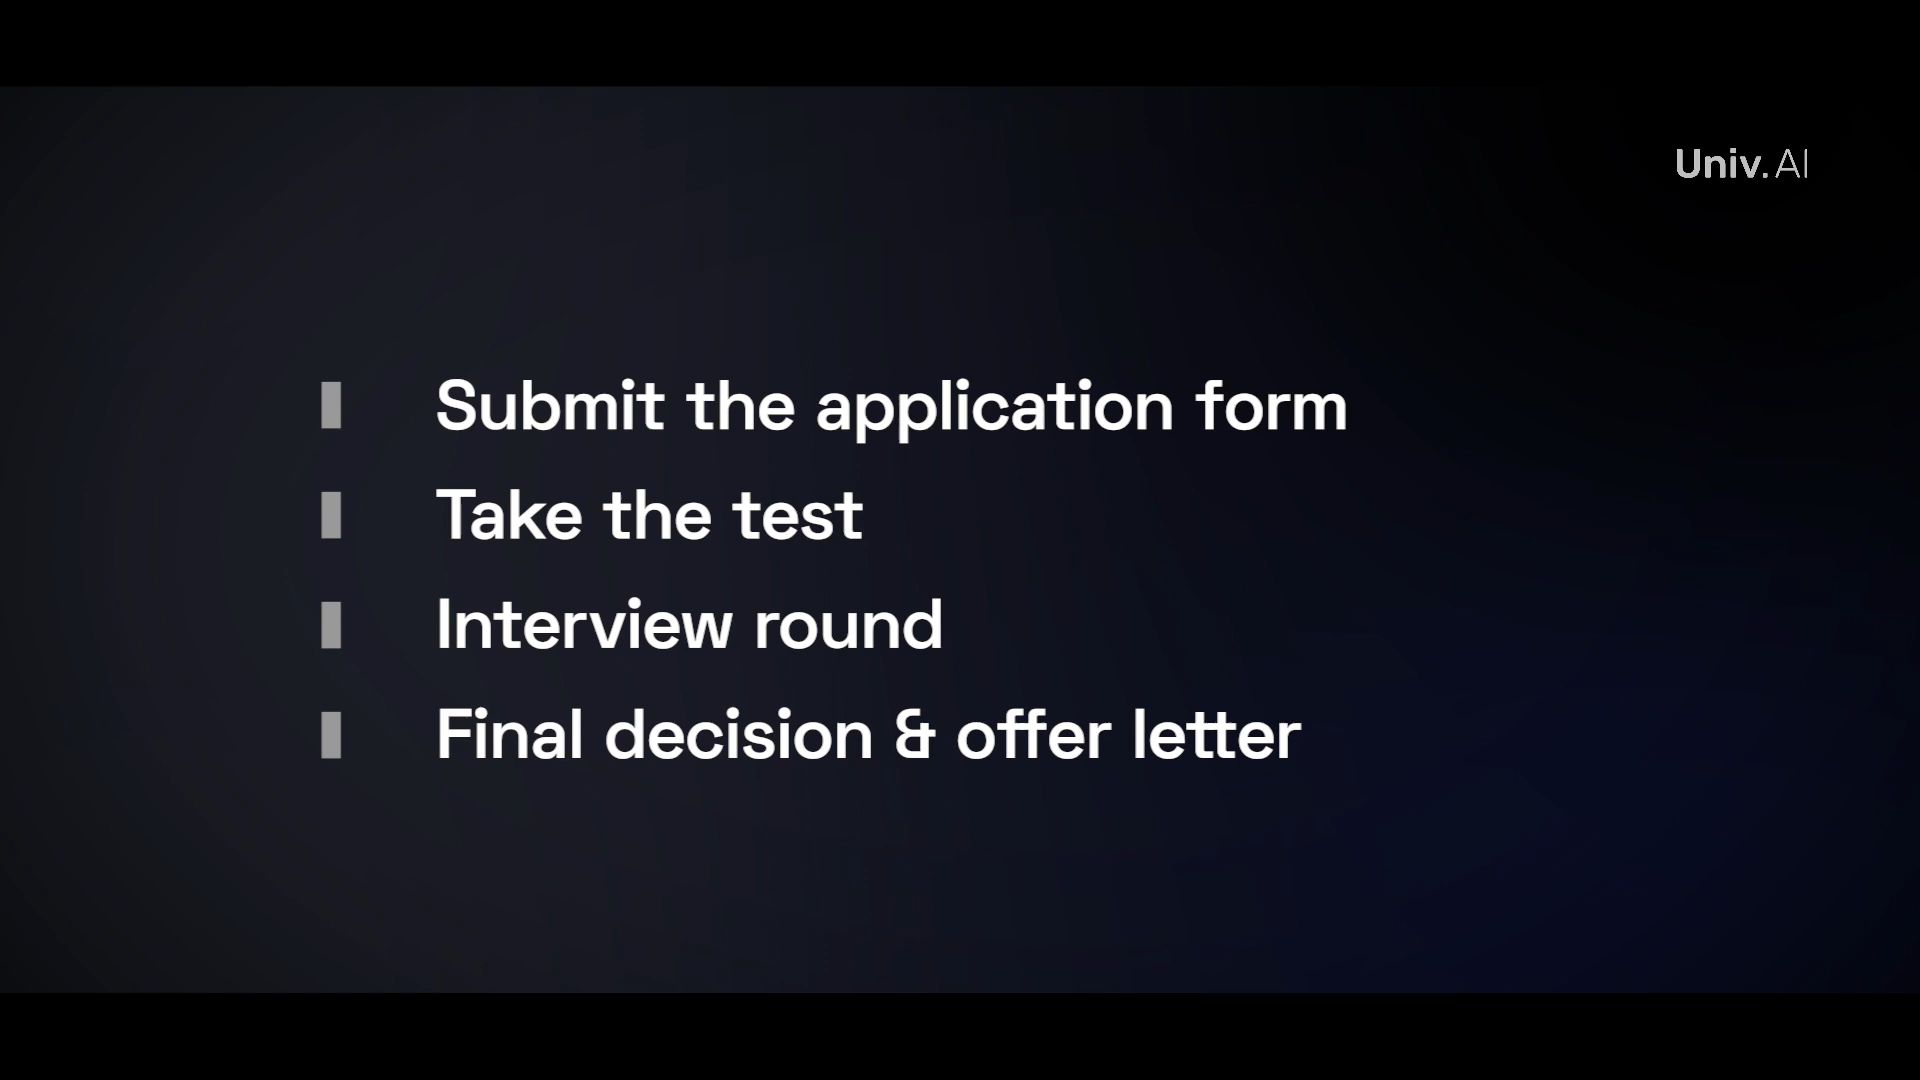 Univ.AI
Submit the application form
Take the test
Interview round
Final decision & offer letter